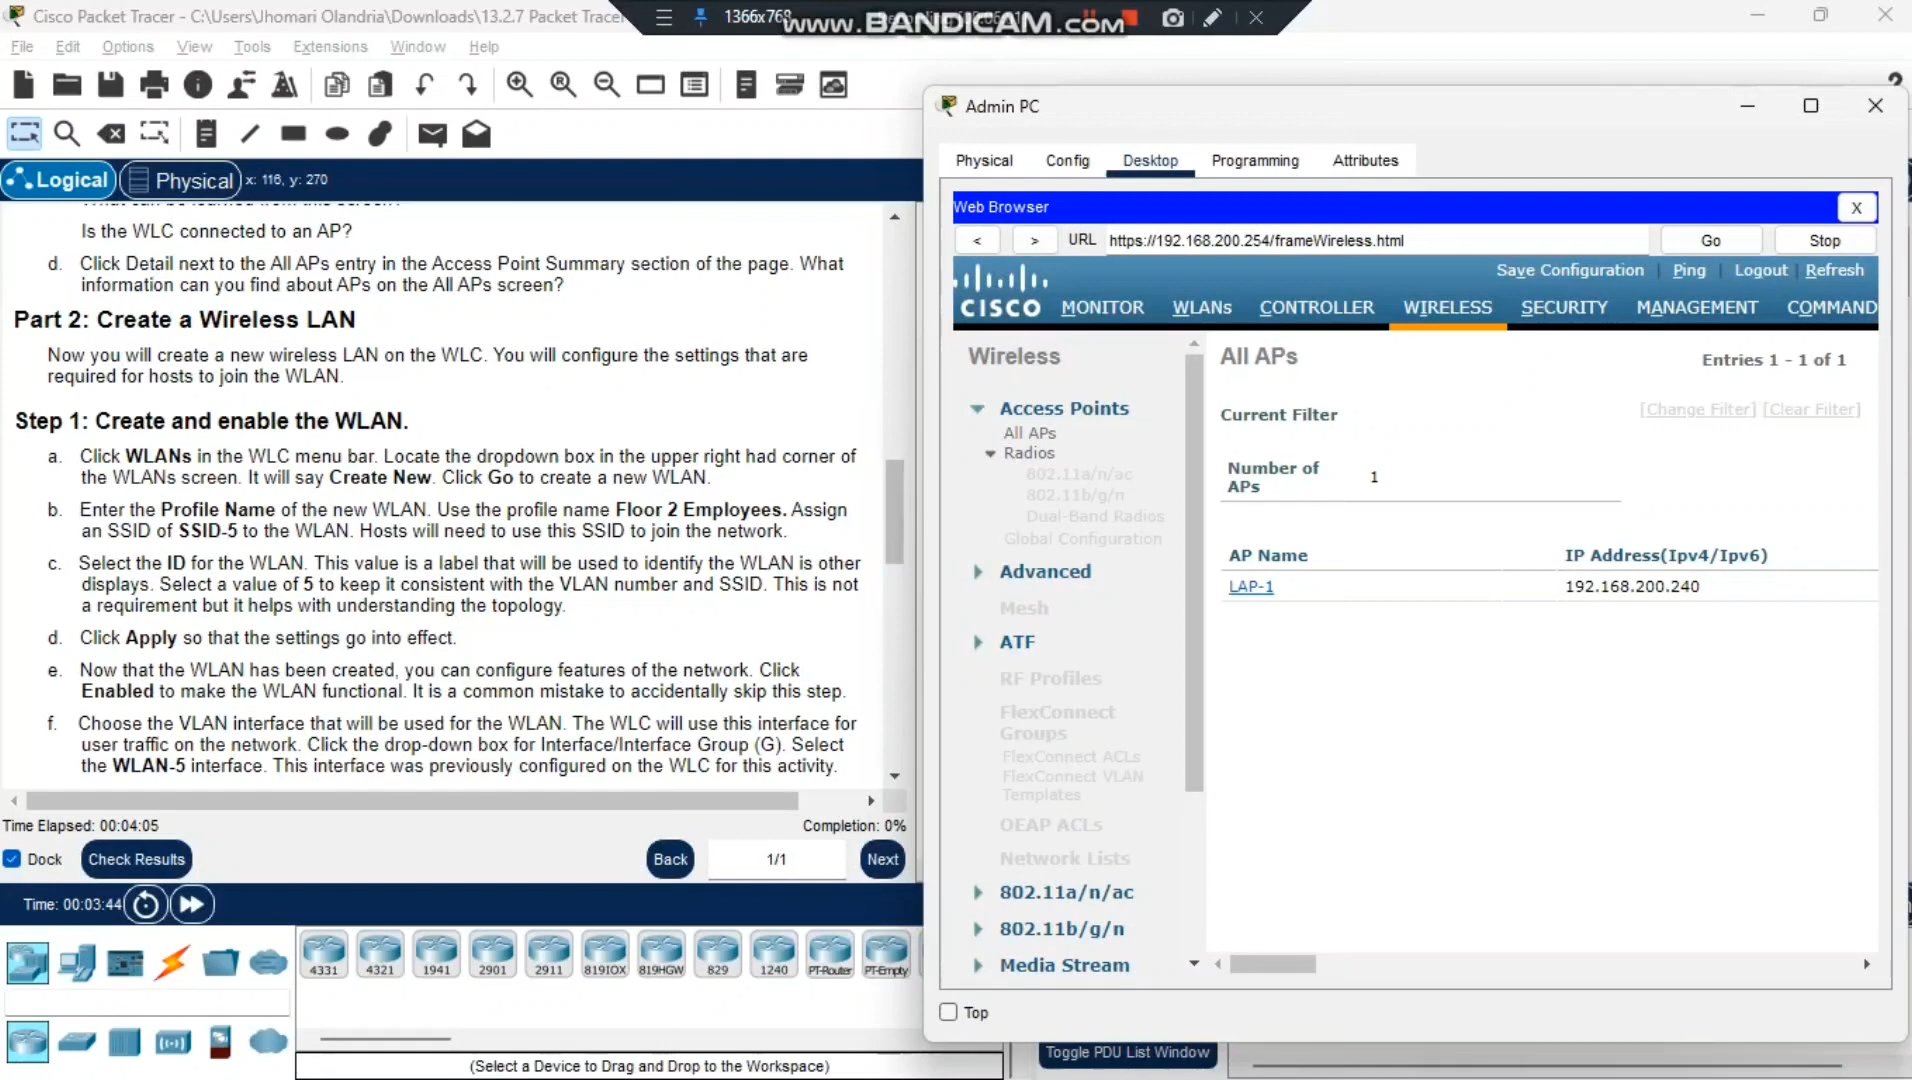 Cisco Packet Tracer - C:\Users\Jhomari Olandria\Downloads\13.2.7 Packet Tracer
1366x768
www.BANDICAM.com
File Edit Options View Tools Extensions Window Help
Logical
Physical
x: 116, y: 270
Is the WLC connected to an AP?
d. Click Detail next to the All APs entry in the Access Point Summary section of the page. What
information can you find about APs on the All APs screen?
Part 2: Create a Wireless LAN
Now you will create a new wireless LAN on the WLC. You will configure the settings that are
required for hosts to join the WLAN.
Step 1: Create and enable the WLAN.
a. Click WLANs in the WLC menu bar. Locate the dropdown box in the upper right had corner of
the WLANs screen. It will say Create New. Click Go to create a new WLAN.
b. Enter the Profile Name of the new WLAN. Use the profile name Floor 2 Employees. Assign
an SSID of SSID-5 to the WLAN. Hosts will need to use this SSID to join the network.
c. Select the ID for the WLAN. This value is a label that will be used to identify the WLAN is other
displays. Select a value of 5 to keep it consistent with the VLAN number and SSID. This is not
a requirement but it helps with understanding the topology.
d. Click Apply so that the settings go into effect.
e. Now that the WLAN has been created, you can configure features of the network. Click
Enabled to make the WLAN functional. It is a common mistake to accidentally skip this step.
f. Choose the VLAN interface that will be used for the WLAN. The WLC will use this interface for
user traffic on the network. Click the drop-down box for Interface/Interface Group (G). Select
the WLAN-5 interface. This interface was previously configured on the WLC for this activity.
Time Elapsed: 00:04:05
Completion: 0%
Dock
Check Results
Back
1/1
Next
Time: 00:03:44
4331 4321 1941 2901 2911 819IOX 819HGW 829 1240 PT-Router PT-Empty
(Select a Device to Drag and Drop to the Workspace)
Admin PC
Physical Config Desktop Programming Attributes
Web Browser
X
< > URL https://192.168.200.254/frameWireless.html Go Stop
Save Configuration | Ping | Logout | Refresh
CISCO MONITOR WLANs CONTROLLER WIRELESS SECURITY MANAGEMENT COMMAND
Wireless
Access Points
All APs
Radios
802.11a/n/ac
802.11b/g/n
Dual-Band Radios
Global Configuration
Advanced
Mesh
ATF
RF Profiles
FlexConnect
Groups
FlexConnect ACLs
FlexConnect VLAN
Templates
OEAP ACLs
Network Lists
802.11a/n/ac
802.11b/g/n
Media Stream
All APs
Entries 1 - 1 of 1
Current Filter
[Change Filter] [Clear Filter]
Number of
APs
1
AP Name IP Address(Ipv4/Ipv6)
LAP-1 192.168.200.240
Top
Toggle PDU List Window